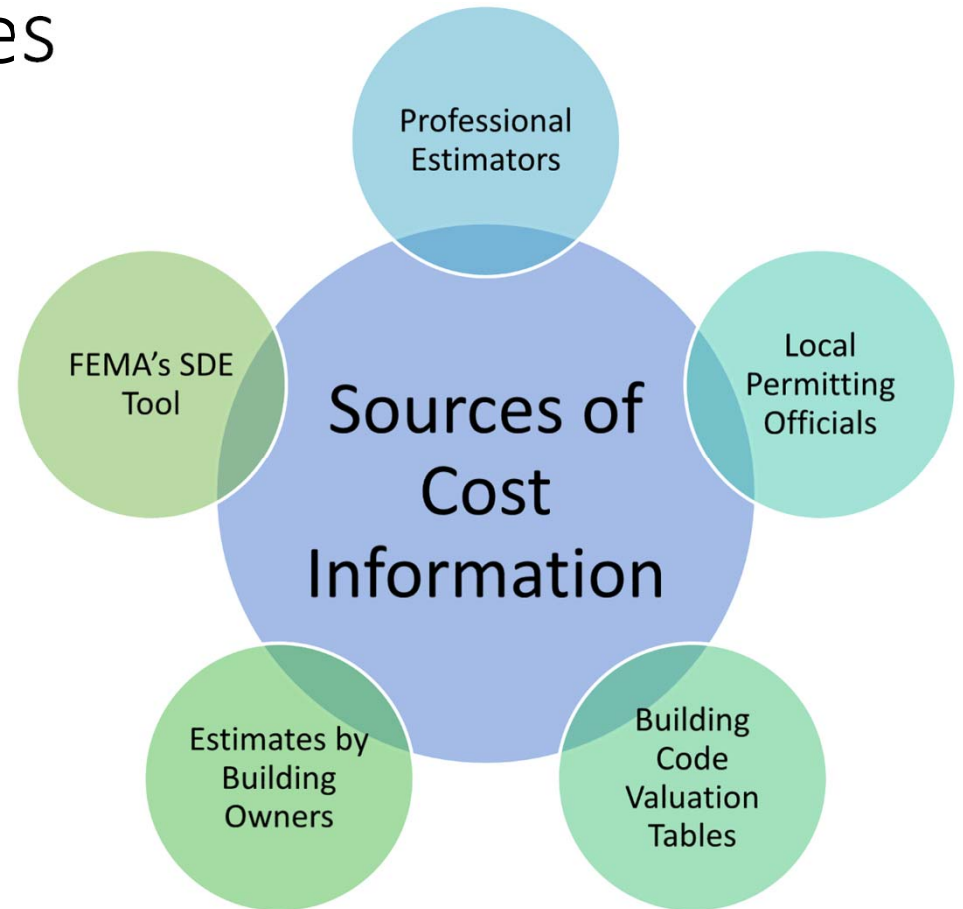 es
Professional
Estimators
Local
Permitting
Officials
Building
Code
Valuation
Tables
Estimates by
Building
Owners
FEMA's SDE
Tool
Sources of
Cost
Information